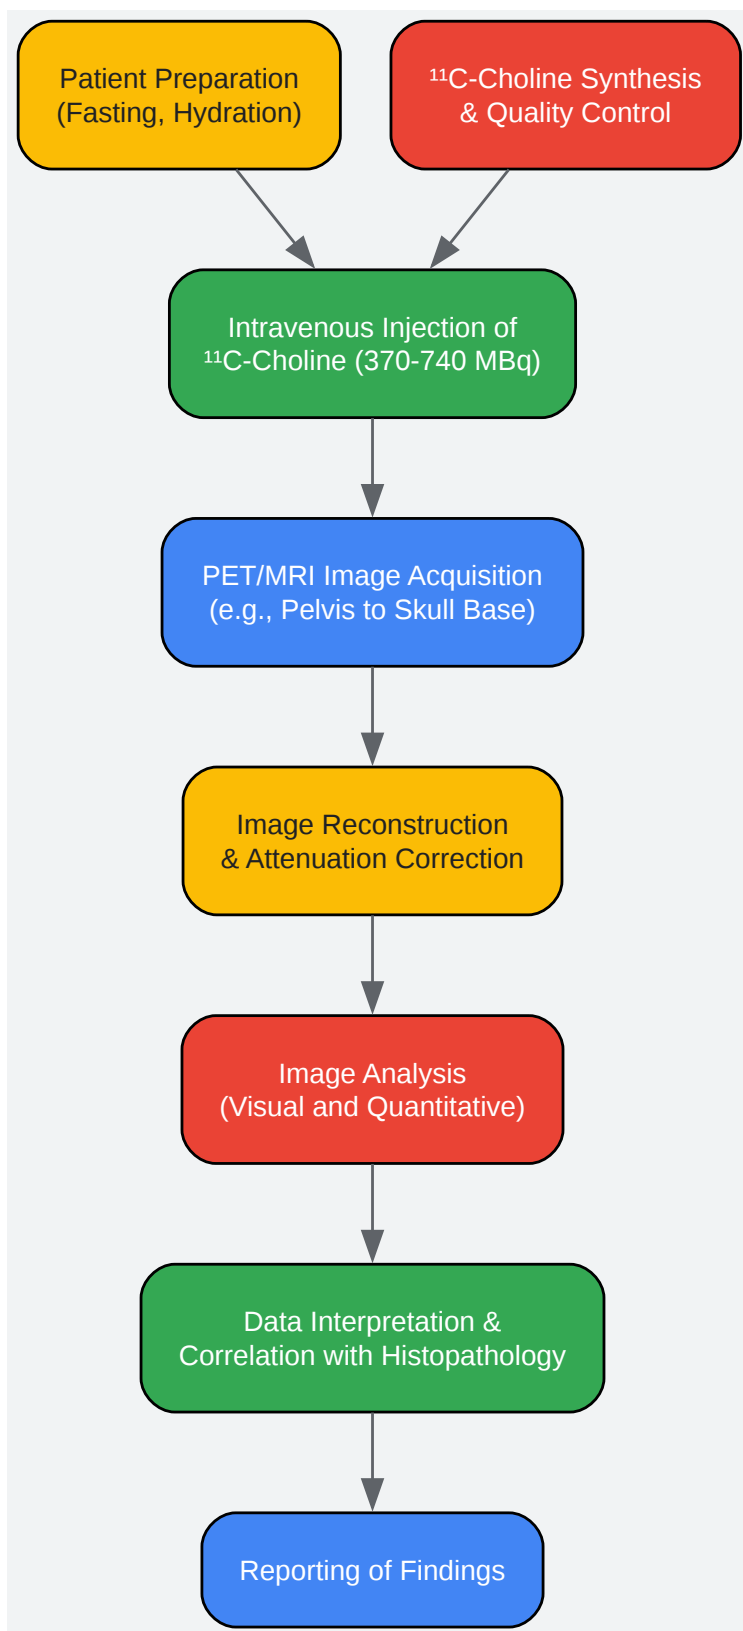 Patient Preparation
(Fasting, Hydration)
¹¹C-Choline Synthesis
& Quality Control
Intravenous Injection of
¹¹C-Choline (370-740 MBq)
PET/MRI Image Acquisition
(e.g., Pelvis to Skull Base)
Image Reconstruction
& Attenuation Correction
Image Analysis
(Visual and Quantitative)
Data Interpretation &
Correlation with Histopathology
Reporting of Findings